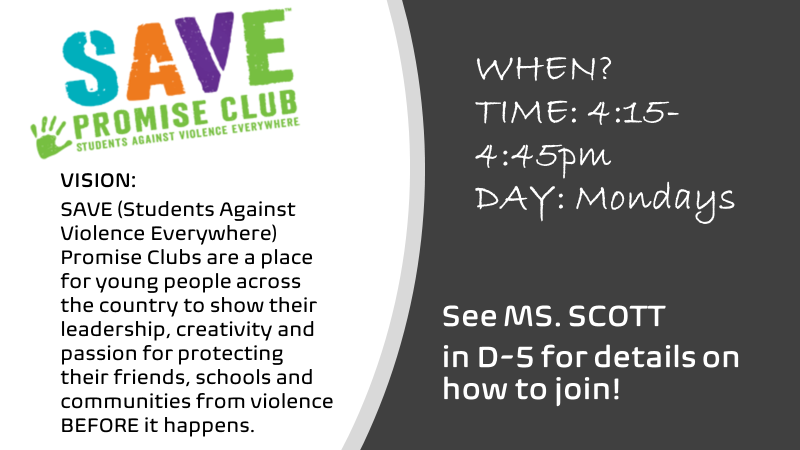 SAVE™
PROMISE CLUB
STUDENTS AGAINST VIOLENCE EVERYWHERE
VISION:
SAVE (Students Against
Violence Everywhere)
Promise Clubs are a place
for young people across
the country to show their
leadership, creativity and
passion for protecting
their friends, schools and
communities from violence
BEFORE it happens.
WHEN?
TIME: 4:15-
4:45pm
DAY: Mondays
See MS. SCOTT
in D-5 for details on
how to join!